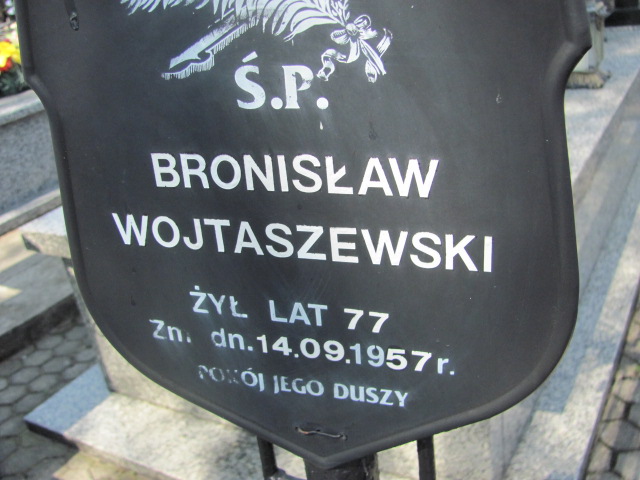 Ś.P.
BRONISŁAW
WOJTASZEWSKI
ŻYŁ LAT 77
Zm. dn.14.09.1957r.
POKÓJ JEGO DUSZY